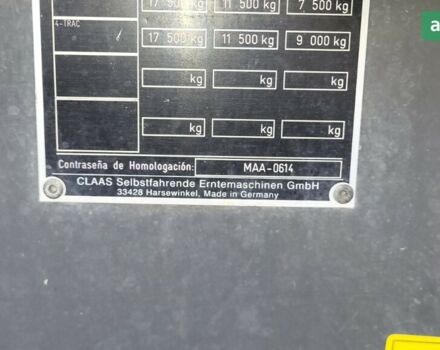 17 500 kg 11 500 kg 7 500 kg
4-TRAC
17 500 kg 11 500 kg 9 000 kg
kg kg kg
kg kg kg
Contraseña de Homologación: MAA-0614
CLAAS Selbstfahrende Erntemaschinen GmbH
33428 Harsewinkel, Made in Germany
a